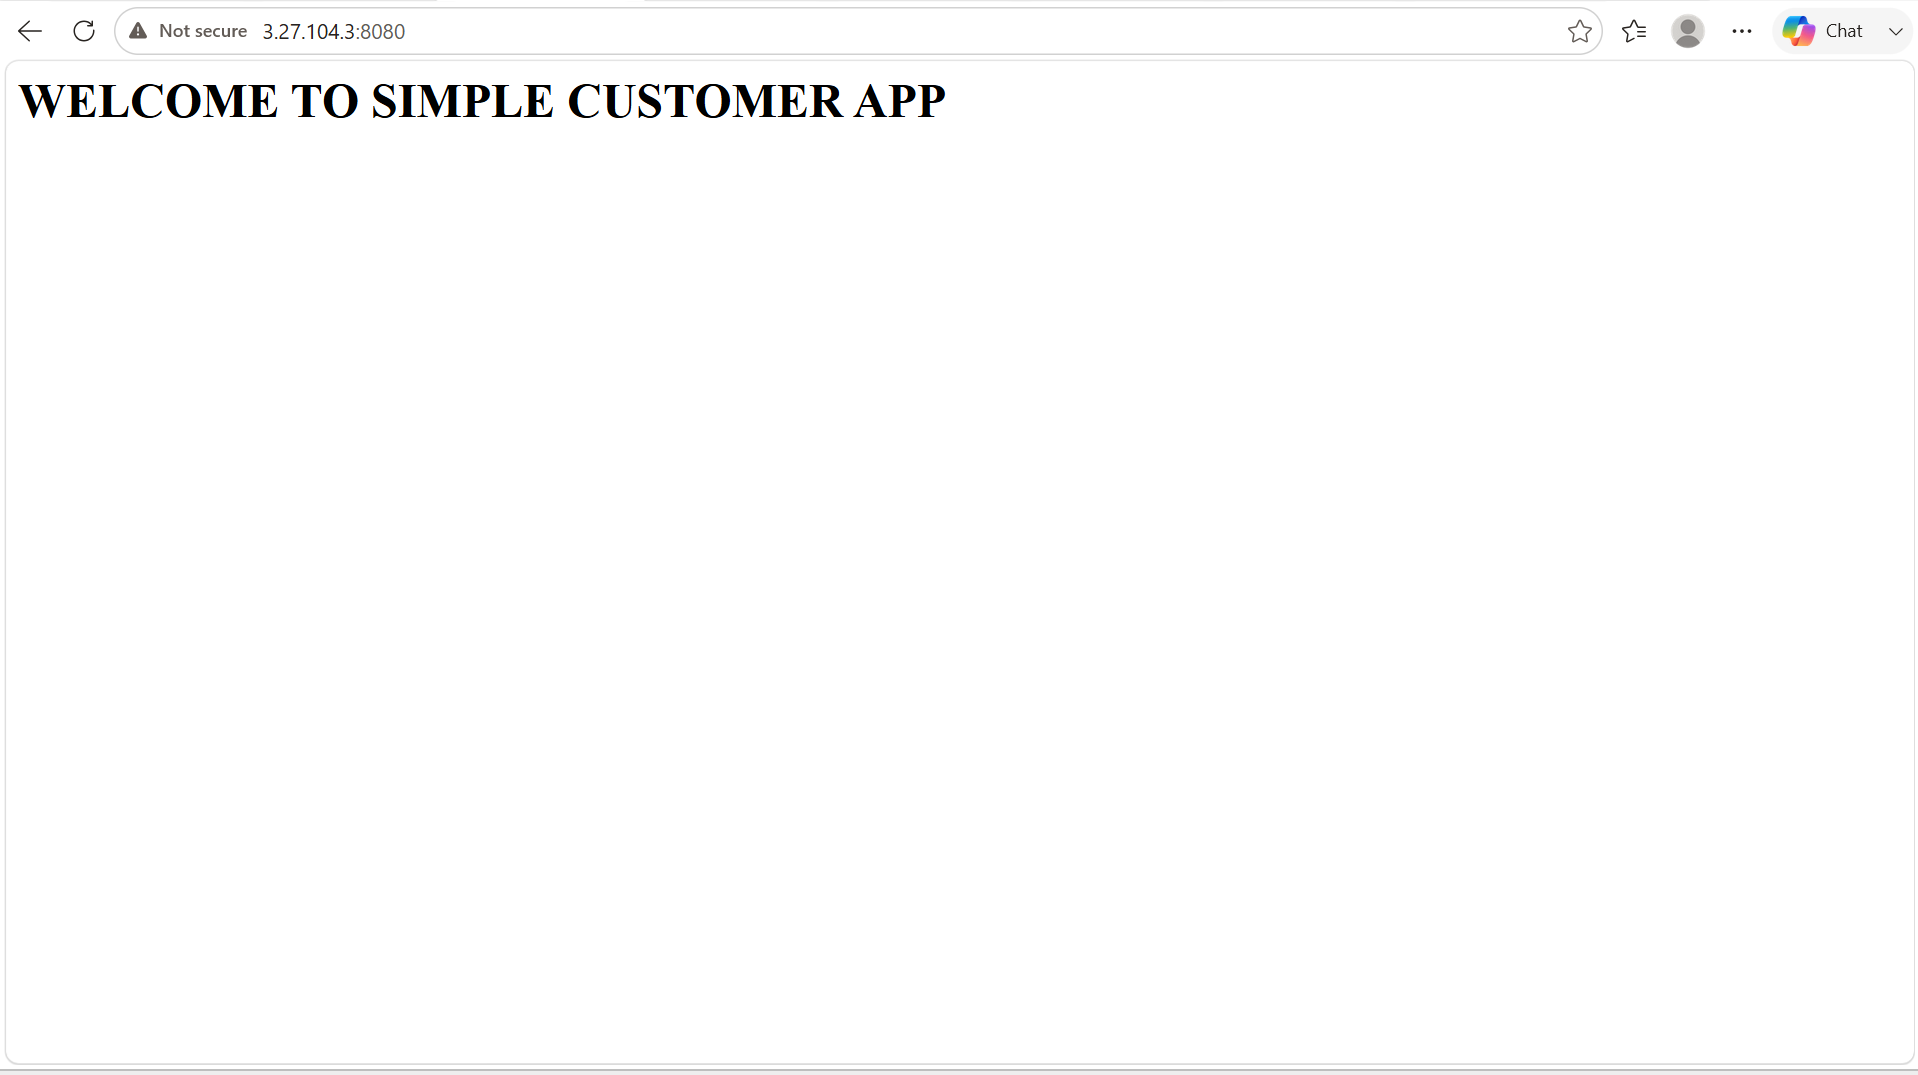 Not secure 3.27.104.3:8080 Chat
WELCOME TO SIMPLE CUSTOMER APP